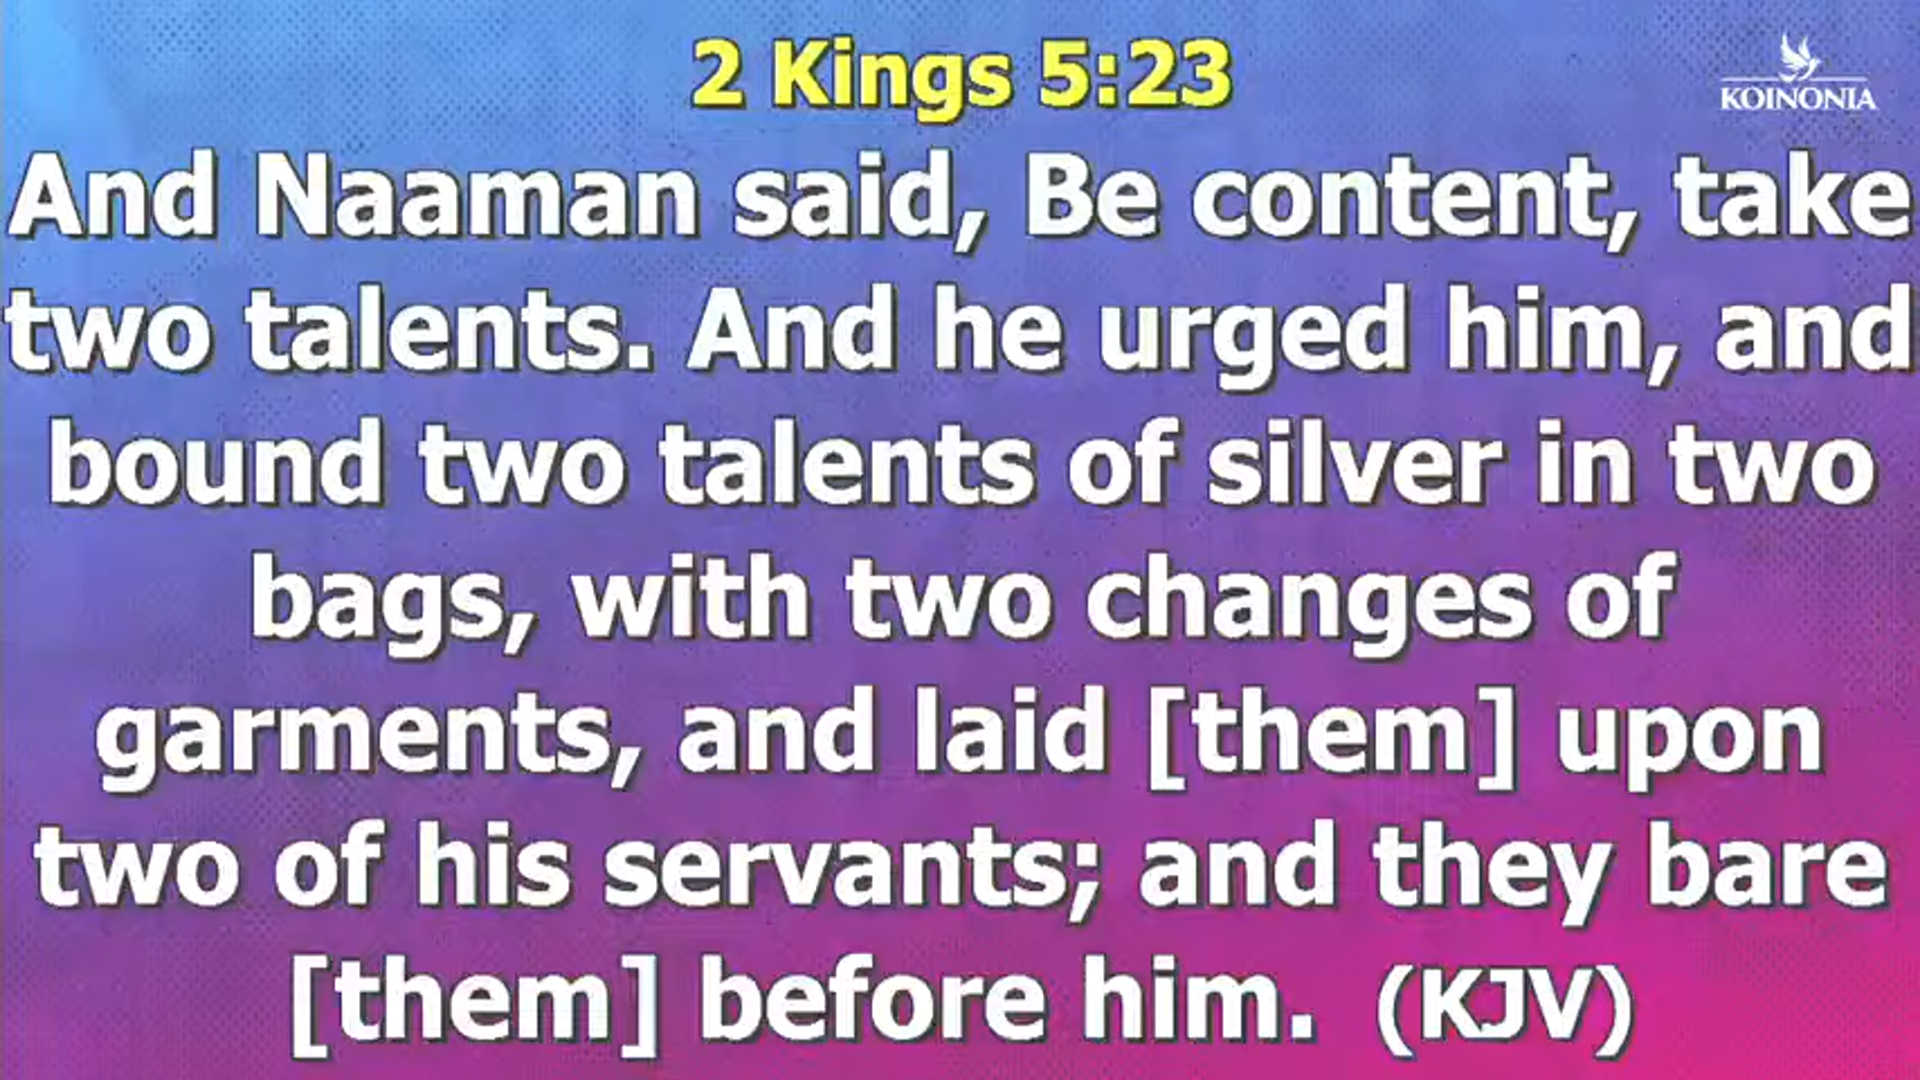 2 Kings 5:23
KOINONIA
And Naaman said, Be content, take
two talents. And he urged him, and
bound two talents of silver in two
bags, with two changes of
garments, and laid [them] upon
two of his servants; and they bare
[them] before him. (KJV)